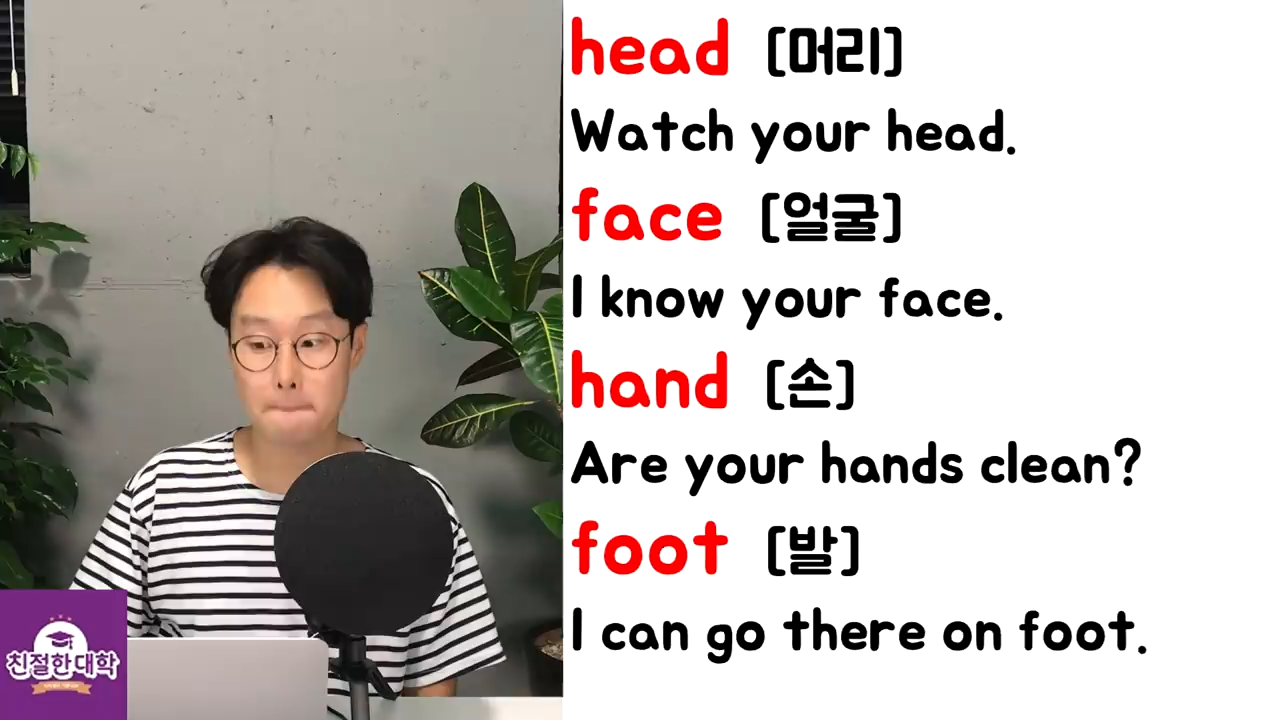 head [머리]
Watch your head.
face [얼굴]
I know your face.
hand [손]
Are your hands clean?
foot [발]
I can go there on foot.
친절한대학